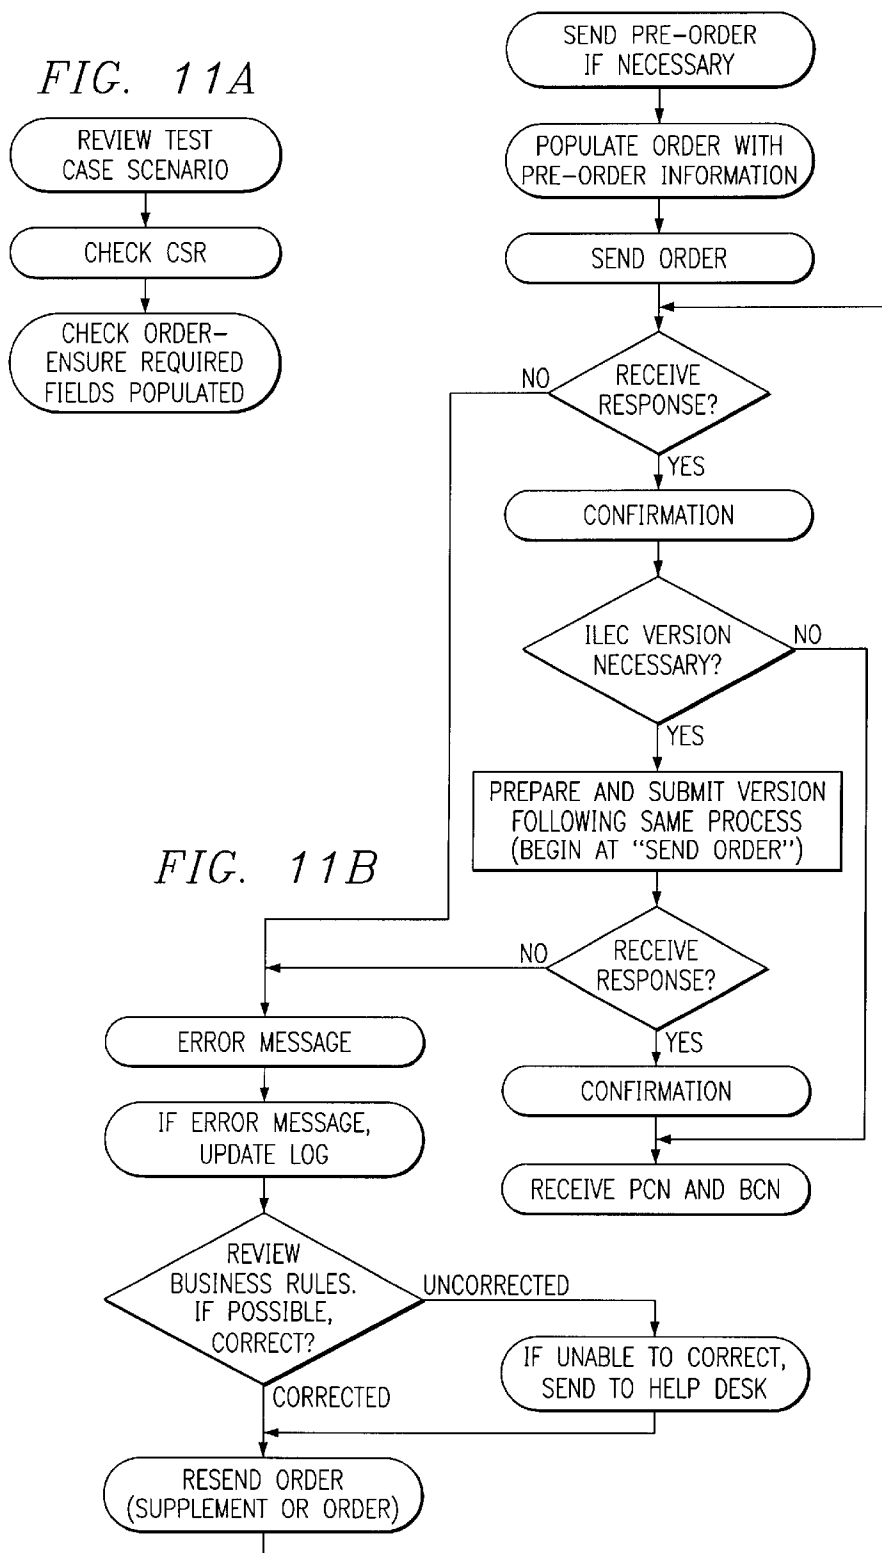 FIG. 11A
REVIEW TEST
CASE SCENARIO
CHECK CSR
CHECK ORDER-
ENSURE REQUIRED
FIELDS POPULATED
FIG. 11B
SEND PRE-ORDER
IF NECESSARY
POPULATE ORDER WITH
PRE-ORDER INFORMATION
SEND ORDER
RECEIVE
RESPONSE?
NO
YES
CONFIRMATION
ILEC VERSION
NECESSARY?
NO
YES
PREPARE AND SUBMIT VERSION
FOLLOWING SAME PROCESS
(BEGIN AT "SEND ORDER")
RECEIVE
RESPONSE?
NO
YES
CONFIRMATION
RECEIVE PCN AND BCN
ERROR MESSAGE
IF ERROR MESSAGE,
UPDATE LOG
REVIEW
BUSINESS RULES.
IF POSSIBLE,
CORRECT?
UNCORRECTED
IF UNABLE TO CORRECT,
SEND TO HELP DESK
CORRECTED
RESEND ORDER
(SUPPLEMENT OR ORDER)